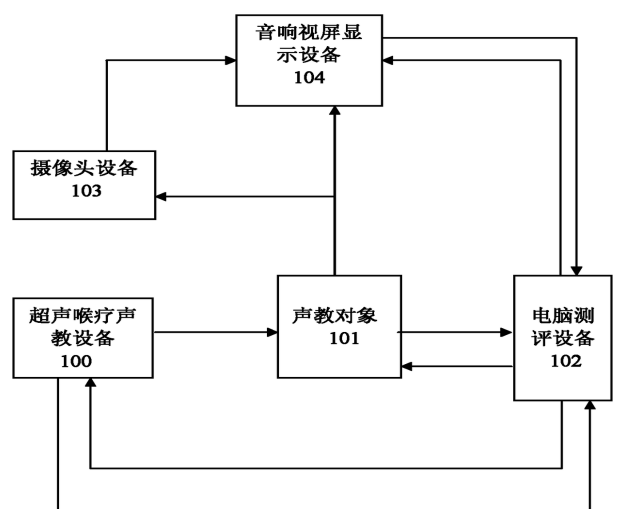 音响视屏显
示设备
104
摄像头设备
103
超声喉疗声
教设备
100
声教对象
101
电脑测
评设备
102